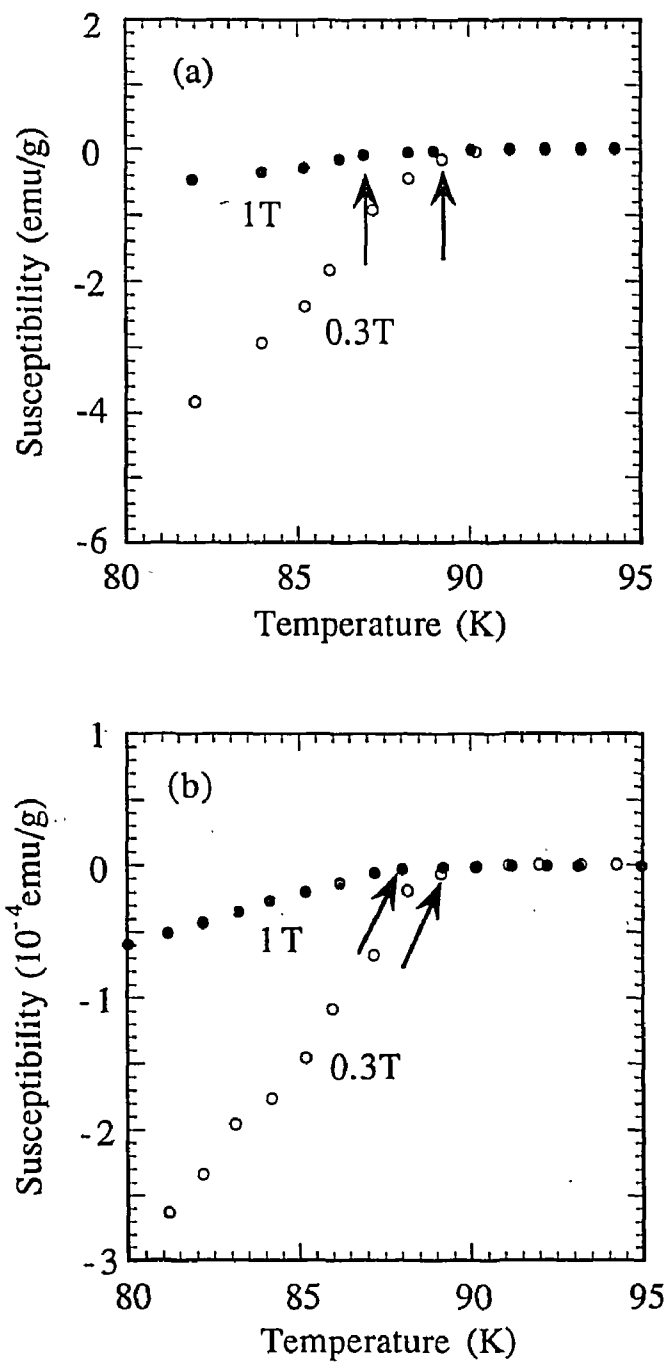 2
(a)
0
-2
-4
-6
1T
0.3T
80 85 90 95
Susceptibility (emu/g)
Temperature (K)
1
(b)
0
-1
-2
-3
1T
0.3T
80 85 90 95
Susceptibility (10⁻⁴emu/g)
Temperature (K)